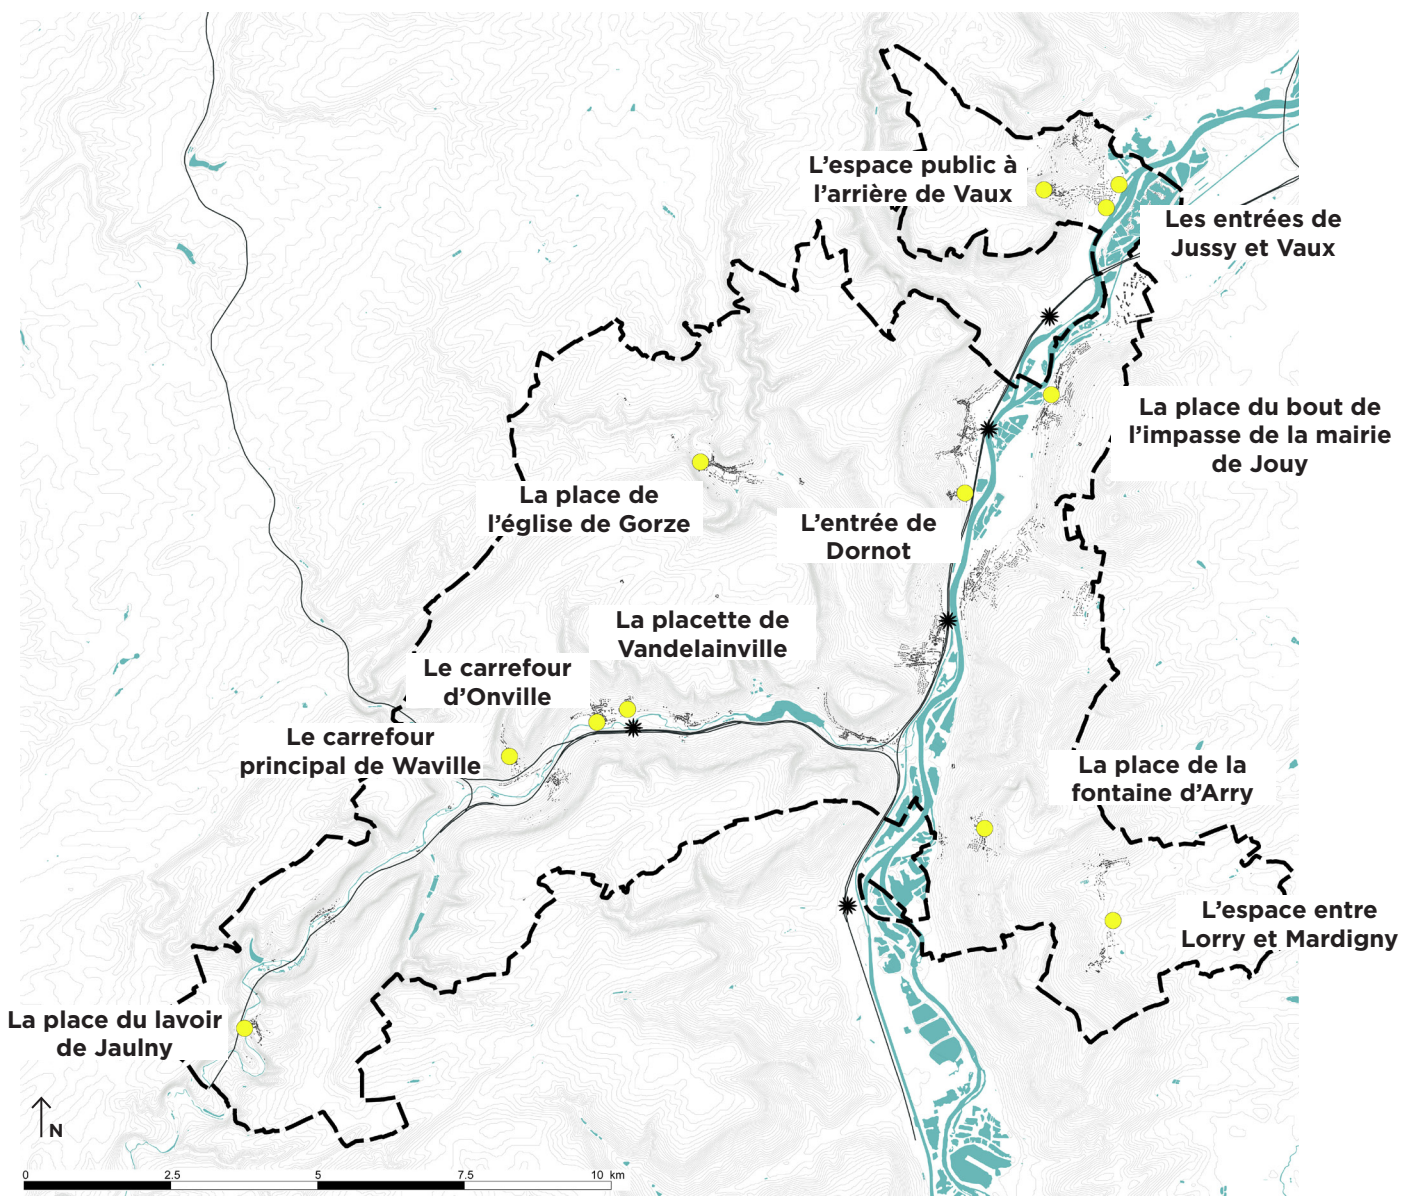 L'espace public à
l'arrière de Vaux
Les entrées de
Jussy et Vaux
La place du bout de
l'impasse de la mairie
de Jouy
La place de
l'église de Gorze
L'entrée de
Dornot
La placette de
Vandelainville
Le carrefour
d'Onville
Le carrefour
principal de Waville
La place de la
fontaine d'Arry
L'espace entre
Lorry et Mardigny
La place du lavoir
de Jaulny
N
0 2.5 5 7.5 10 km